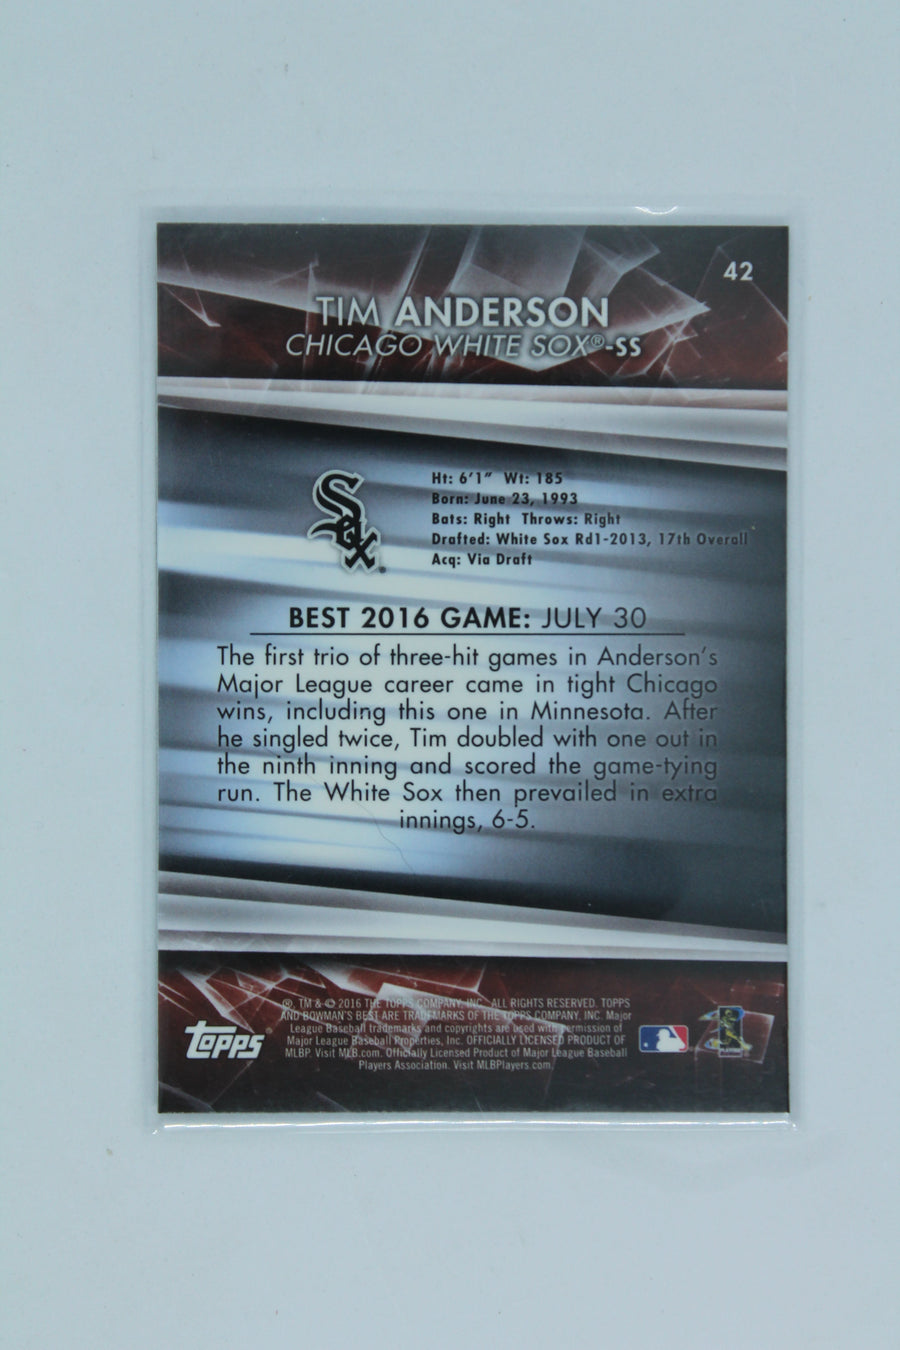 42
TIM ANDERSON
CHICAGO WHITE SOX®-SS
Sox
Ht: 6'1" Wt: 185
Born: June 23, 1993
Bats: Right Throws: Right
Drafted: White Sox Rd1-2013, 17th Overall
Acq: Via Draft
BEST 2016 GAME: JULY 30
The first trio of three-hit games in Anderson's
Major League career came in tight Chicago
wins, including this one in Minnesota. After
he singled twice, Tim doubled with one out in
the ninth inning and scored the game-tying
run. The White Sox then prevailed in extra
innings, 6-5.
®, TM & © 2016 THE TOPPS COMPANY, INC. ALL RIGHTS RESERVED. TOPPS
AND BOWMAN'S BEST ARE TRADEMARKS OF THE TOPPS COMPANY, INC. Major
League Baseball trademarks and copyrights are used with permission of
Major League Baseball Properties, Inc. OFFICIALLY LICENSED PRODUCT OF
MLBP. Visit MLB.com. Officially Licensed Product of Major League Baseball
Players Association. Visit MLBPlayers.com.
Topps®